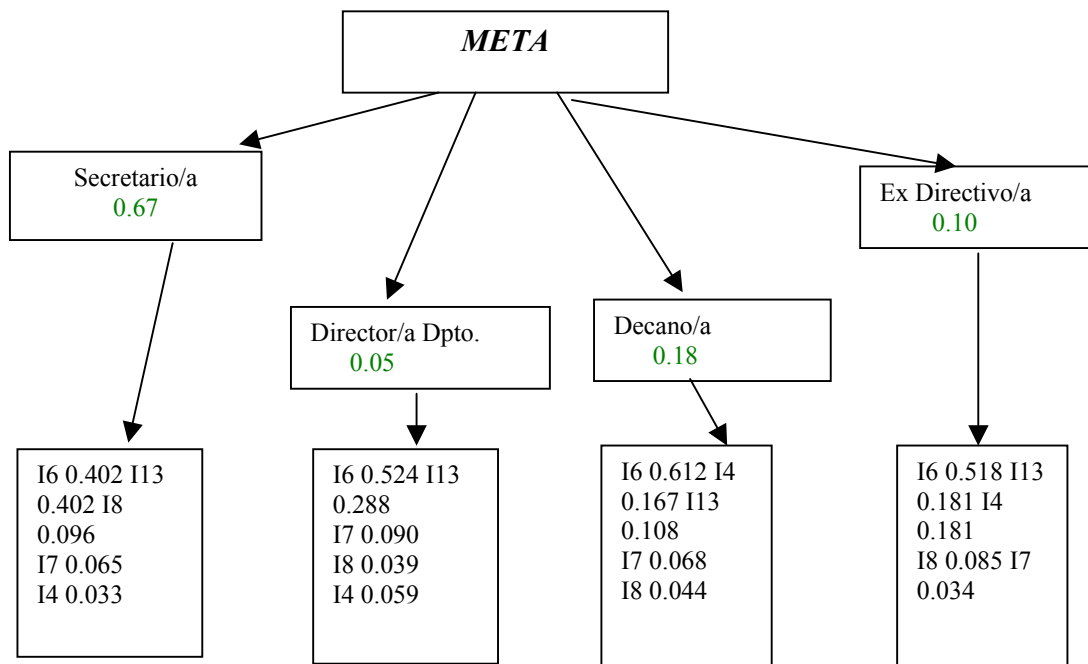 META
Secretario/a
0.67
Ex Directivo/a
0.10
Director/a Dpto.
0.05
Decano/a
0.18
I6 0.402 I13
0.402 I8
0.096
I7 0.065
I4 0.033
I6 0.524 I13
0.288
I7 0.090
I8 0.039
I4 0.059
I6 0.612 I4
0.167 I13
0.108
I7 0.068
I8 0.044
I6 0.518 I13
0.181 I4
0.181
I8 0.085 I7
0.034